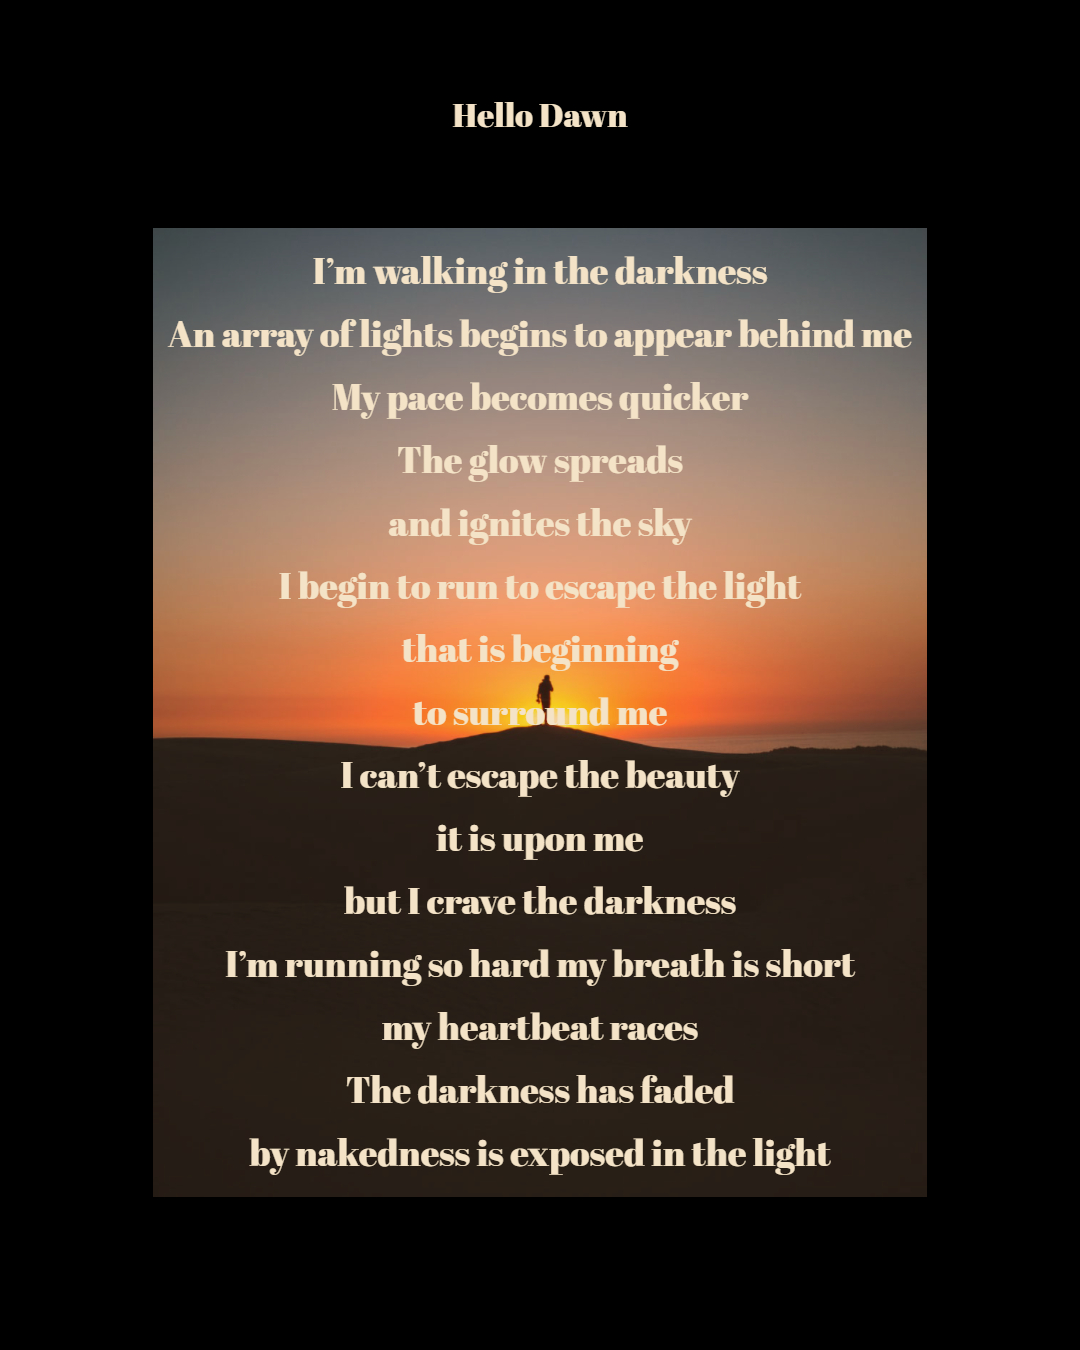 Hello Dawn
I’m walking in the darkness
An array of lights begins to appear behind me
My pace becomes quicker
The glow spreads
and ignites the sky
I begin to run to escape the light
that is beginning
to surround me
I can’t escape the beauty
it is upon me
but I crave the darkness
I’m running so hard my breath is short
my heartbeat races
The darkness has faded
by nakedness is exposed in the light